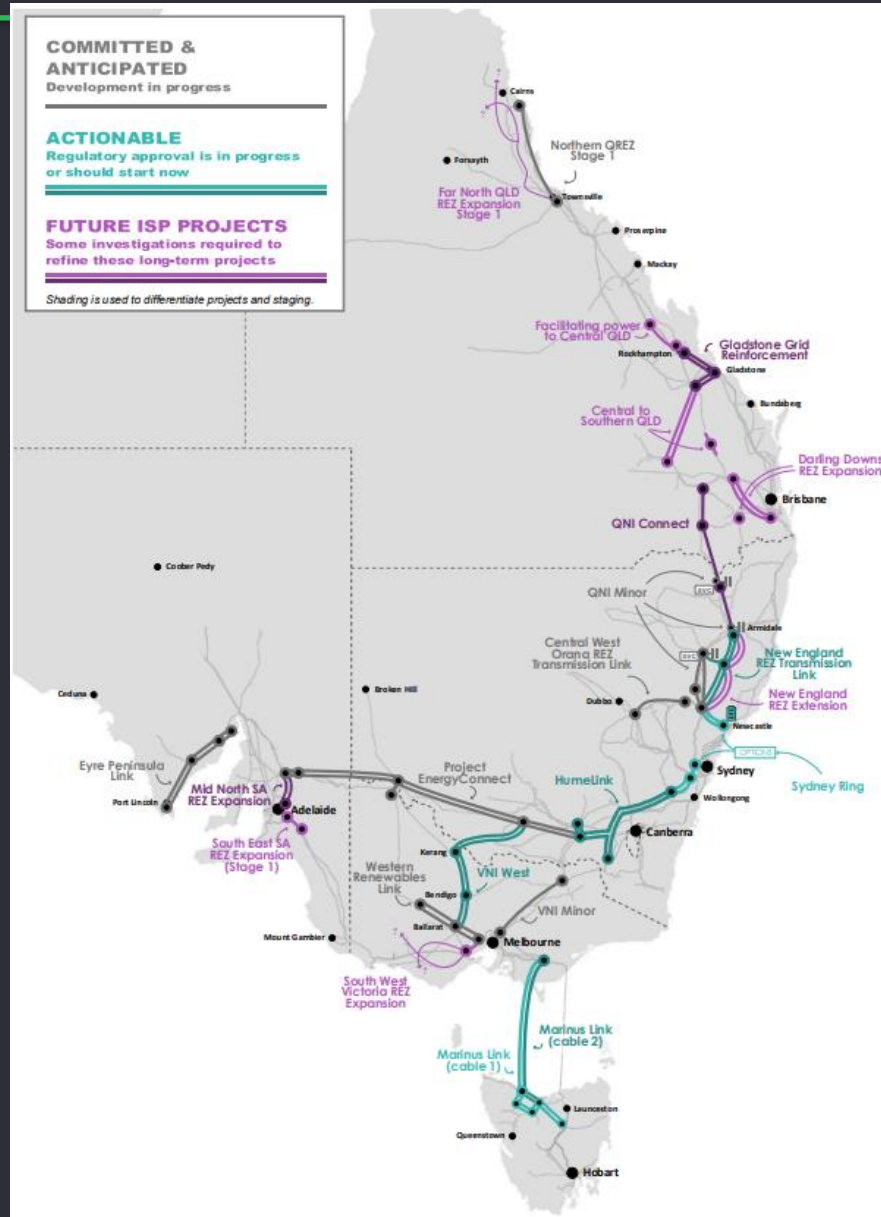 COMMITTED &
ANTICIPATED
Development in progress
ACTIONABLE
Regulatory approval is in progress
or should start now
FUTURE ISP PROJECTS
Some investigations required to
refine these long-term projects
Shading is used to differentiate projects and staging.
Cairns
?
Forsyth
Northern QREZ
Stage 1
Far North QLD
REZ Expansion
Stage 1
Townsville
Proserpine
Mackay
Facilitating power
to Central QLD
Rockhampton
Gladstone Grid
Reinforcement
Gladstone
Bundaberg
Central to
Southern QLD
Darling Downs
REZ Expansion
Brisbane
QNI Connect
Coober Pedy
QNI Minor
SVC
Armidale
Central West
Orana REZ
Transmission Link
SVC
New England
REZ Transmission
Link
New England
REZ Extension
Ceduna
Broken Hill
Dubbo
Newcastle
OPTIONS
Sydney
Sydney Ring
Wollongong
Eyre Peninsula
Link
Port Lincoln
Mid North SA
REZ Expansion
Adelaide
Project
EnergyConnect
HumeLink
Canberra
South East SA
REZ Expansion
(Stage 1)
Kerang
Western
Renewables
Link
Bendigo
VNI West
VNI Minor
Ballarat
Mount Gambier
?
?
Melbourne
South West
Victoria REZ
Expansion
Marinus Link
(cable 2)
Marinus Link
(cable 1)
Launceston
Queenstown
Hobart